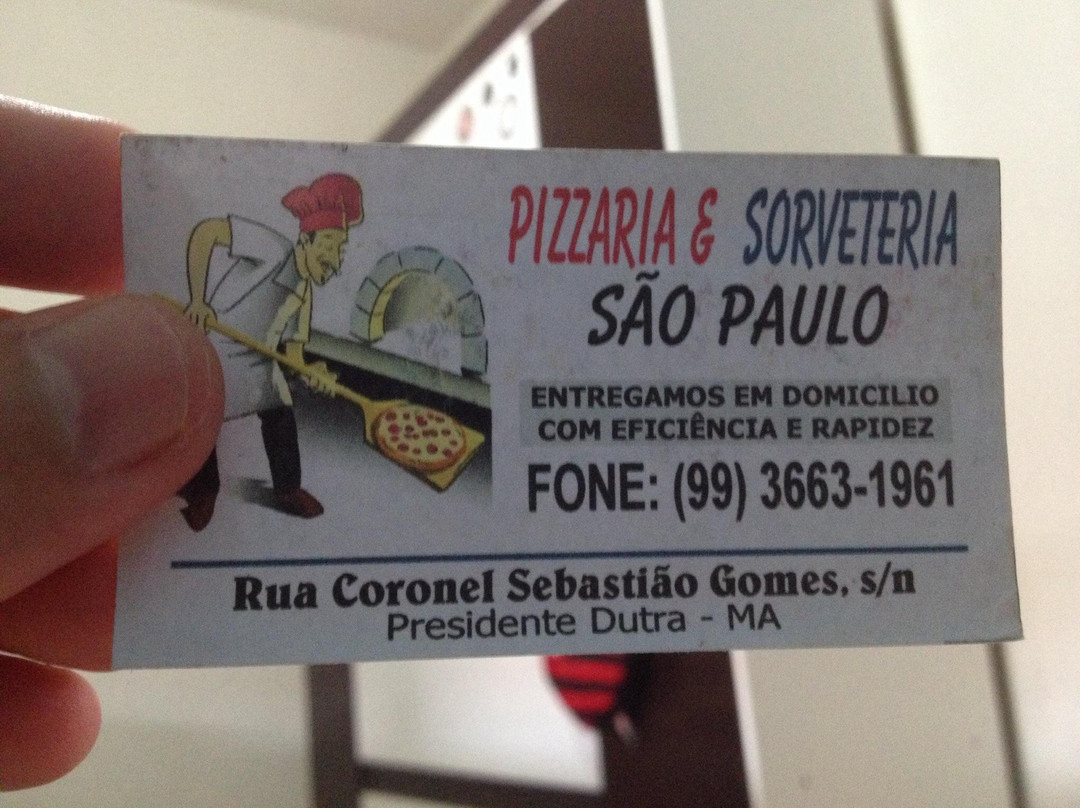 PIZZARIA & SORVETERIA
SÃO PAULO
ENTREGAMOS EM DOMICILIO
COM EFICIÊNCIA E RAPIDEZ
FONE: (99) 3663-1961
Rua Coronel Sebastião Gomes, s/n
Presidente Dutra - MA